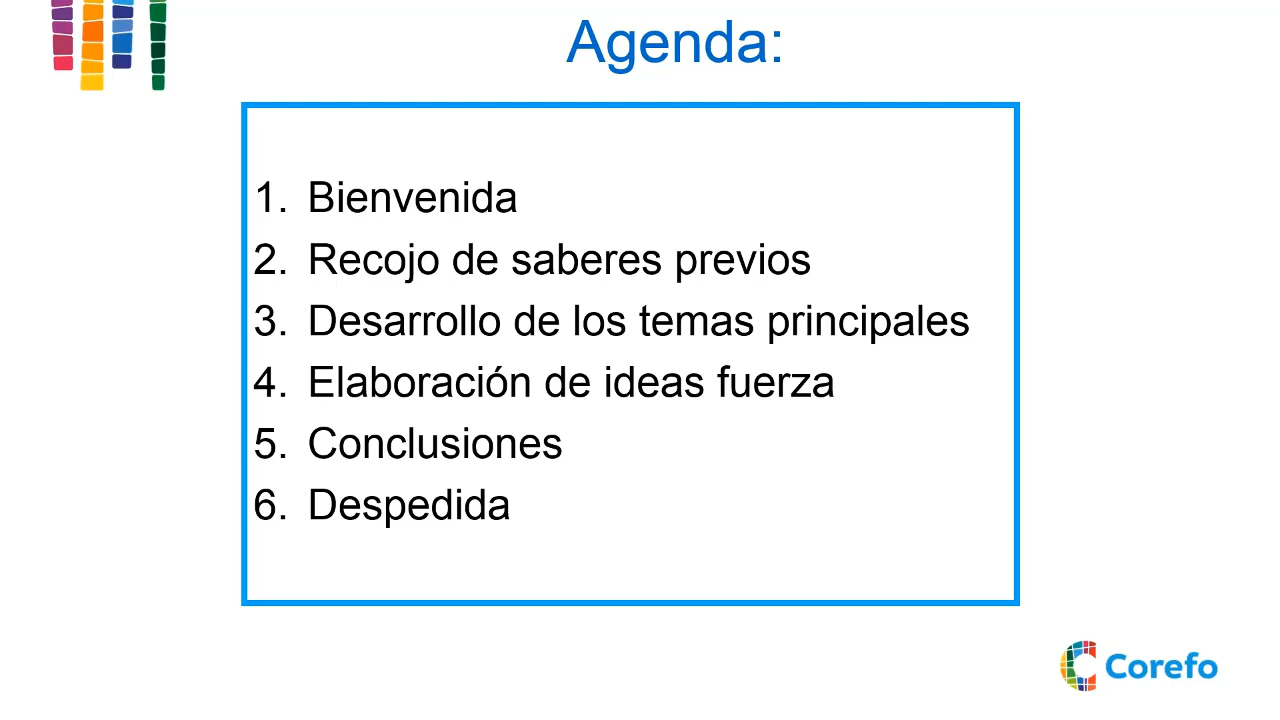 Agenda:
1. Bienvenida
2. Recojo de saberes previos
3. Desarrollo de los temas principales
4. Elaboración de ideas fuerza
5. Conclusiones
6. Despedida
Corefo